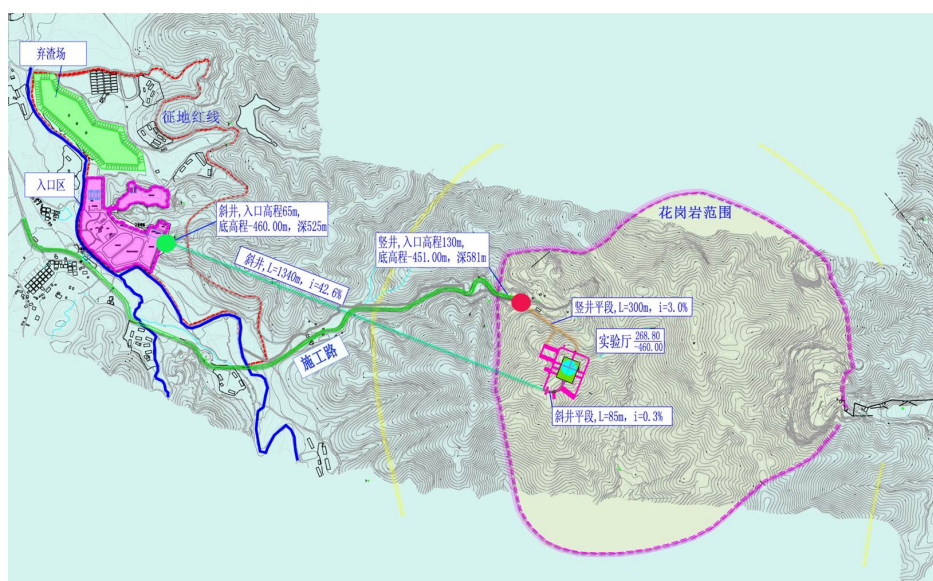 弃渣场
征地红线
入口区
斜井,入口高程65m,
底高程-460.00m, 深525m
花岗岩范围
竖井,入口高程130m,
底高程-451.00m, 深581m
斜井, L=1340m, i=42.6%
竖井平段, L=300m, i=3.0%
实验厅 268.80
-460.00
施工路
斜井平段, L=85m, i=0.3%